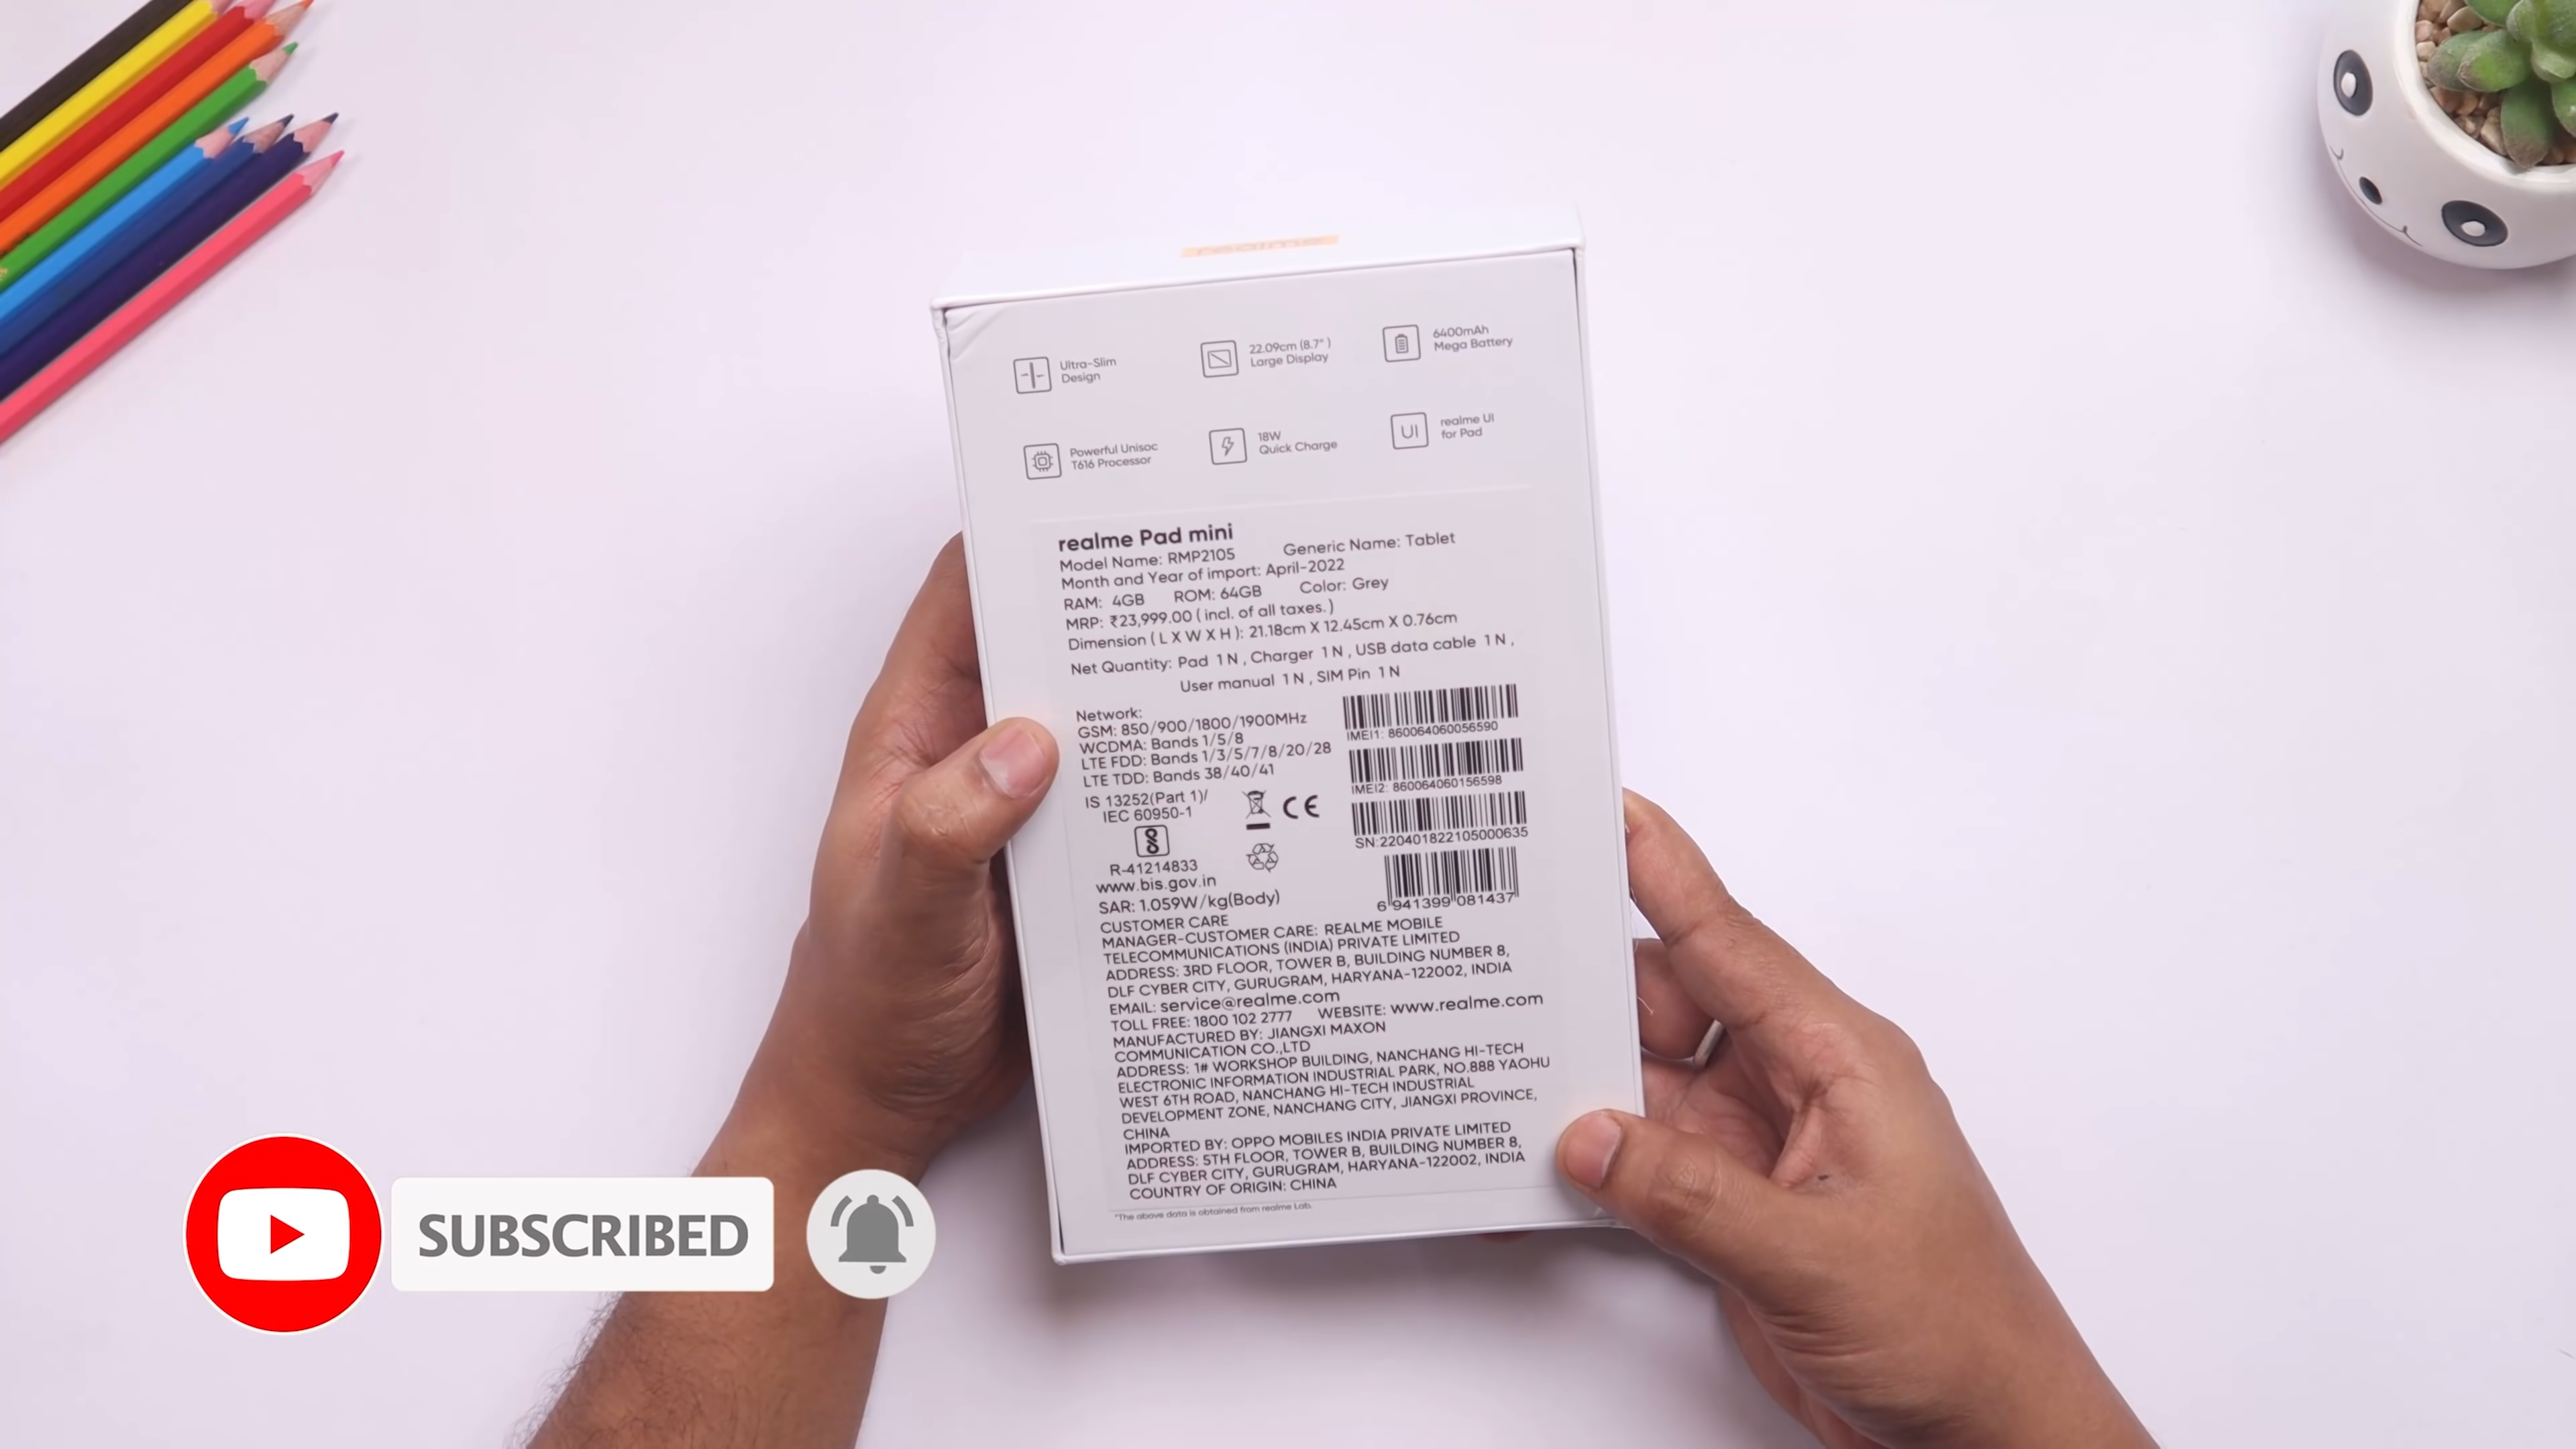 realme
Ultra-Slim
Design
22.09cm (8.7")
Large Display
6400mAh
Mega Battery
Powerful Unisoc
T616 Processor
18W
Quick Charge
UI
realme UI
for Pad
realme Pad mini
Model Name: RMP2105 Generic Name: Tablet
Month and Year of import: April-2022
RAM: 4GB ROM: 64GB Color: Grey
MRP: ₹23,999.00 ( incl. of all taxes. )
Dimension ( L X W X H ): 21.18cm X 12.45cm X 0.76cm
Net Quantity: Pad 1 N , Charger 1 N , USB data cable 1 N ,
User manual 1 N , SIM Pin 1 N
Network:
GSM: 850/900/1800/1900MHz
WCDMA: Bands 1/5/8
LTE FDD: Bands 1/3/5/7/8/20/28
LTE TDD: Bands 38/40/41
IMEI1: 860064060056590
IMEI2: 860064060156598
SN:220401822105000635
6 941399 081437
IS 13252(Part 1)/
IEC 60950-1
CE
R-41214833
www.bis.gov.in
SAR: 1.059W/kg(Body)
CUSTOMER CARE
MANAGER-CUSTOMER CARE: REALME MOBILE
TELECOMMUNICATIONS (INDIA) PRIVATE LIMITED
ADDRESS: 3RD FLOOR, TOWER B, BUILDING NUMBER 8,
DLF CYBER CITY, GURUGRAM, HARYANA-122002, INDIA
EMAIL: service@realme.com
TOLL FREE: 1800 102 2777 WEBSITE: www.realme.com
MANUFACTURED BY: JIANGXI MAXON
COMMUNICATION CO.,LTD
ADDRESS: 1# WORKSHOP BUILDING, NANCHANG HI-TECH
ELECTRONIC INFORMATION INDUSTRIAL PARK, NO.888 YAOHU
WEST 6TH ROAD, NANCHANG HI-TECH INDUSTRIAL
DEVELOPMENT ZONE, NANCHANG CITY, JIANGXI PROVINCE,
CHINA
IMPORTED BY: OPPO MOBILES INDIA PRIVATE LIMITED
ADDRESS: 5TH FLOOR, TOWER B, BUILDING NUMBER 8,
DLF CYBER CITY, GURUGRAM, HARYANA-122002, INDIA
COUNTRY OF ORIGIN: CHINA
*The above data is obtained from realme Lab.
SUBSCRIBED